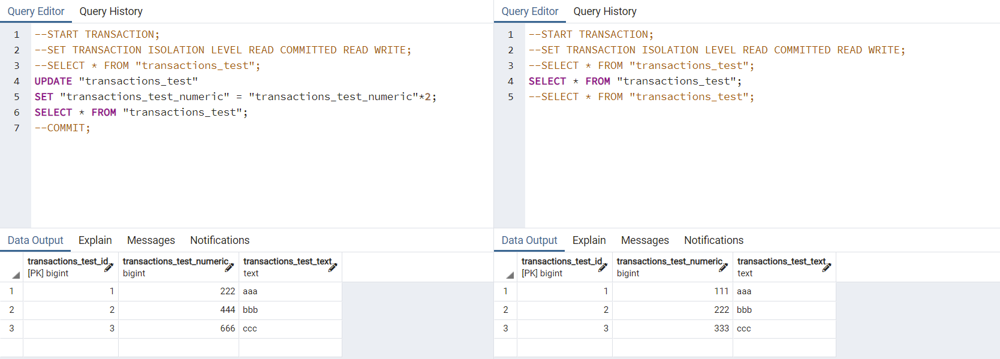 Query Editor Query History
1 --START TRANSACTION;
2 --SET TRANSACTION ISOLATION LEVEL READ COMMITTED READ WRITE;
3 --SELECT * FROM "transactions_test";
4 UPDATE "transactions_test"
5 SET "transactions_test_numeric" = "transactions_test_numeric"*2;
6 SELECT * FROM "transactions_test";
7 --COMMIT;
Data Output Explain Messages Notifications
transactions_test_id.. transactions_test_numeric.. transactions_test_text..
[PK] bigint bigint text
1 1 222 aaa
2 2 444 bbb
3 3 666 ccc
Query Editor Query History
1 --START TRANSACTION;
2 --SET TRANSACTION ISOLATION LEVEL READ COMMITTED READ WRITE;
3 --SELECT * FROM "transactions_test";
4 SELECT * FROM "transactions_test";
5 --SELECT * FROM "transactions_test";
Data Output Explain Messages Notifications
transactions_test_id.. transactions_test_numeric.. transactions_test_text..
[PK] bigint bigint text
1 1 111 aaa
2 2 222 bbb
3 3 333 ccc